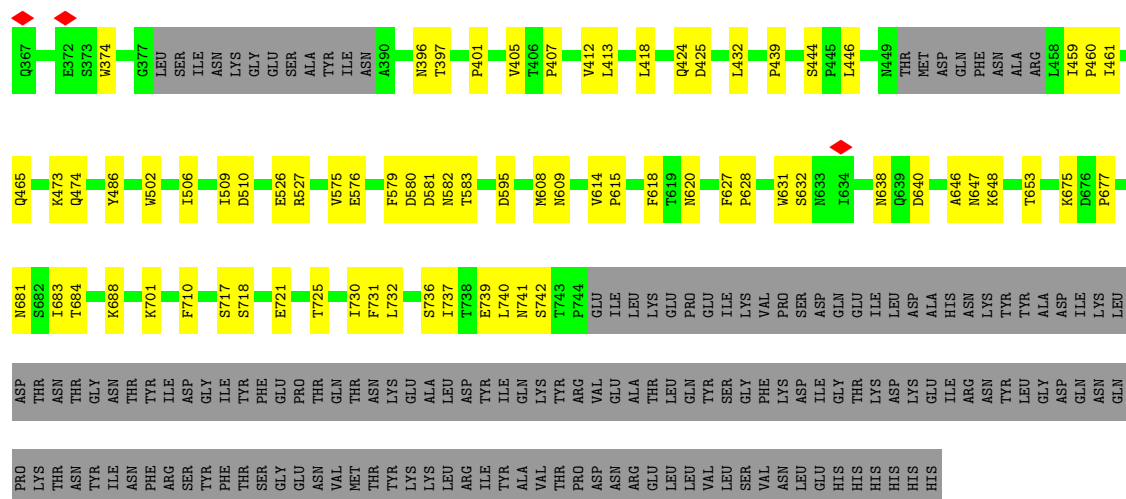 Q367 E372 S373 W374 G377 LEU SER ILE ASN LYS GLY GLU SER ALA TYR ILE ASN A390 N396 T397 P401 V405 T406 P407 V412 L413 L418 Q424 D425 L432 P439 S444 P445 L446 N449 THR MET ASP GLN PHE ASN ALA ARG L458 I459 P460 I461
Q465 K473 Q474 Y486 W502 I506 I509 D510 E526 R527 V575 E576 F579 D580 D581 N582 T583 D595 M608 N609 V614 P615 F618 T619 N620 F627 P628 W631 S632 N633 I634 N638 Q639 D640 A646 N647 K648 T653 K675 D676 P677
N681 S682 I683 T684 K688 K701 F710 S717 S718 E721 T725 I730 F731 L732 S736 I737 T738 E739 L740 N741 S742 T743 P744 GLU ILE LEU LYS GLU PRO GLU ILE LYS VAL PRO SER ASP GLN GLU ILE LEU ASP ALA HIS ASN LYS TYR TYR ALA ASP ILE LYS LEU
ASP THR ASN THR GLY ASN THR TYR ILE ASP GLY ILE TYR PHE GLU PRO THR GLN THR ASN LYS GLU ALA LEU ASP TYR ILE GLN LYS TYR ARG VAL GLU ALA THR LEU GLN TYR SER GLY PHE LYS ASP ILE GLY THR LYS ASP LYS GLU ILE ARG ASN TYR LEU GLY ASP GLN ASN GLN
PRO LYS THR ASN TYR ILE ASN PHE ARG SER TYR PHE THR SER GLY GLU ASN VAL MET THR TYR LYS LYS LEU ARG ILE TYR ALA VAL THR PRO ASP ASN ARG GLU LEU LEU VAL LEU SER VAL ASN LEU GLU HIS HIS HIS HIS HIS HIS